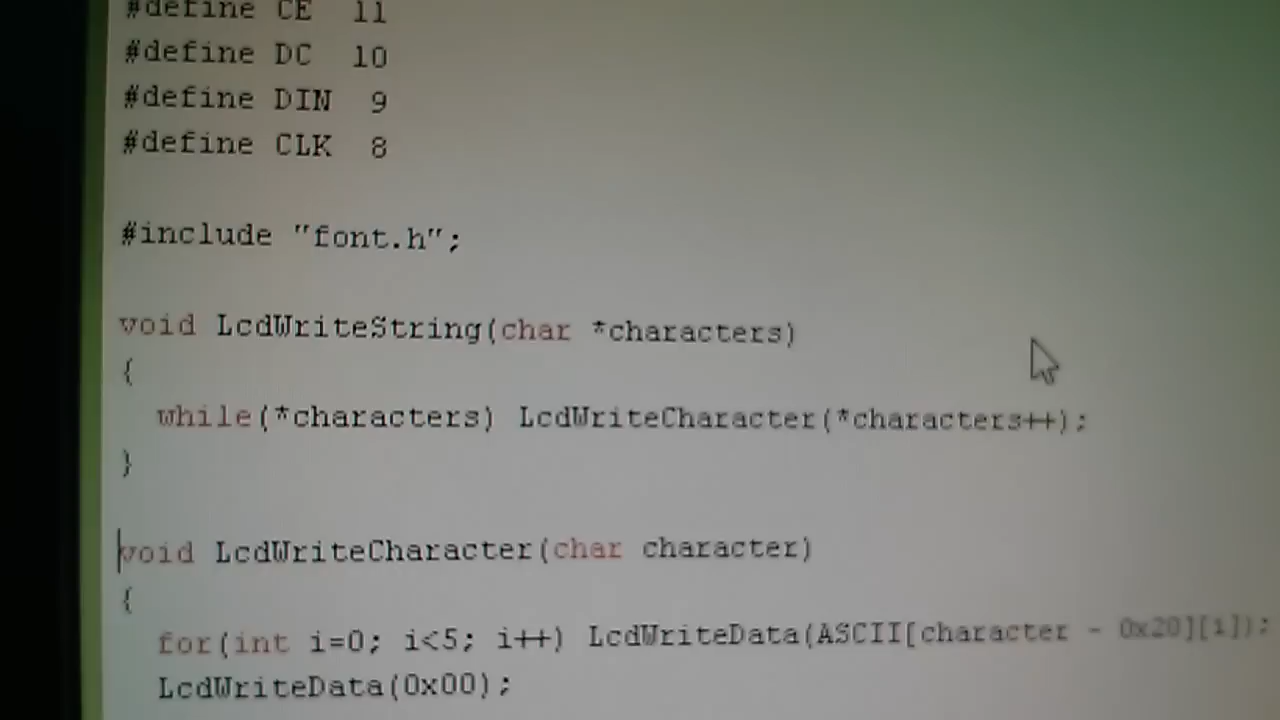 #define CE  11
#define DC  10
#define DIN  9
#define CLK  8
#include "font.h";
void LcdWriteString(char *characters)
{
while(*characters) LcdWriteCharacter(*characters++);
}
void LcdWriteCharacter(char character)
{
for(int i=0; i<5; i++) LcdWriteData(ASCII[character - 0x20][i]);
LcdWriteData(0x00);